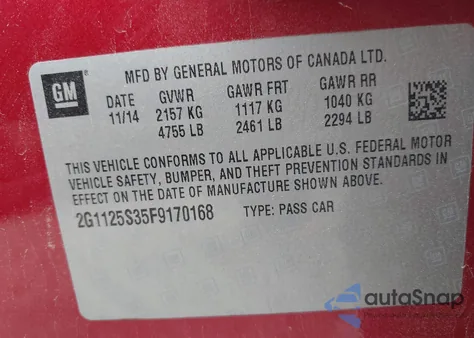 GM
MFD BY GENERAL MOTORS OF CANADA LTD.
DATE GVWR GAWR FRT GAWR RR
11/14 2157 KG 1117 KG 1040 KG
4755 LB 2461 LB 2294 LB
THIS VEHICLE CONFORMS TO ALL APPLICABLE U.S. FEDERAL MOTOR
VEHICLE SAFETY, BUMPER, AND THEFT PREVENTION STANDARDS IN
EFFECT ON THE DATE OF MANUFACTURE SHOWN ABOVE.
2G1125S35F9170168 TYPE: PASS CAR
autoSnap